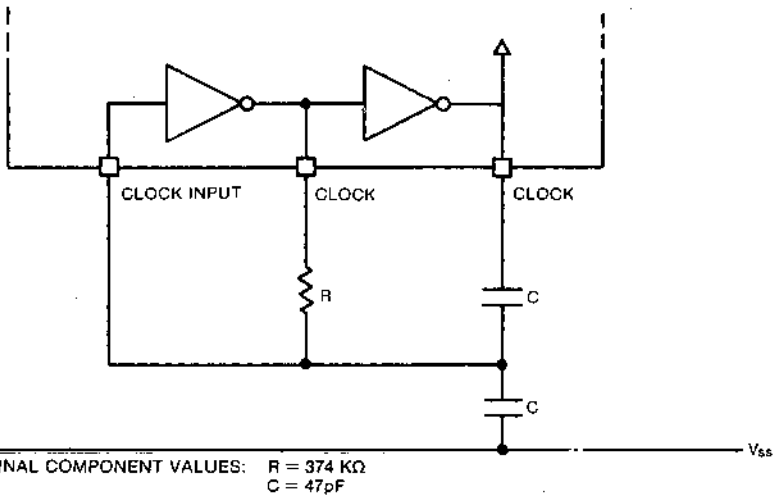 CLOCK INPUT
CLOCK
CLOCK
R
C
C
Vss
NAL COMPONENT VALUES: R = 374 KΩ
C = 47pF